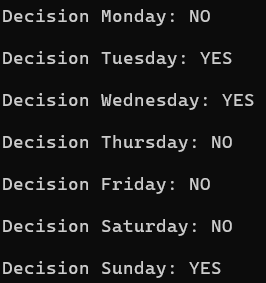 Decision Monday: NO
Decision Tuesday: YES
Decision Wednesday: YES
Decision Thursday: NO
Decision Friday: NO
Decision Saturday: NO
Decision Sunday: YES